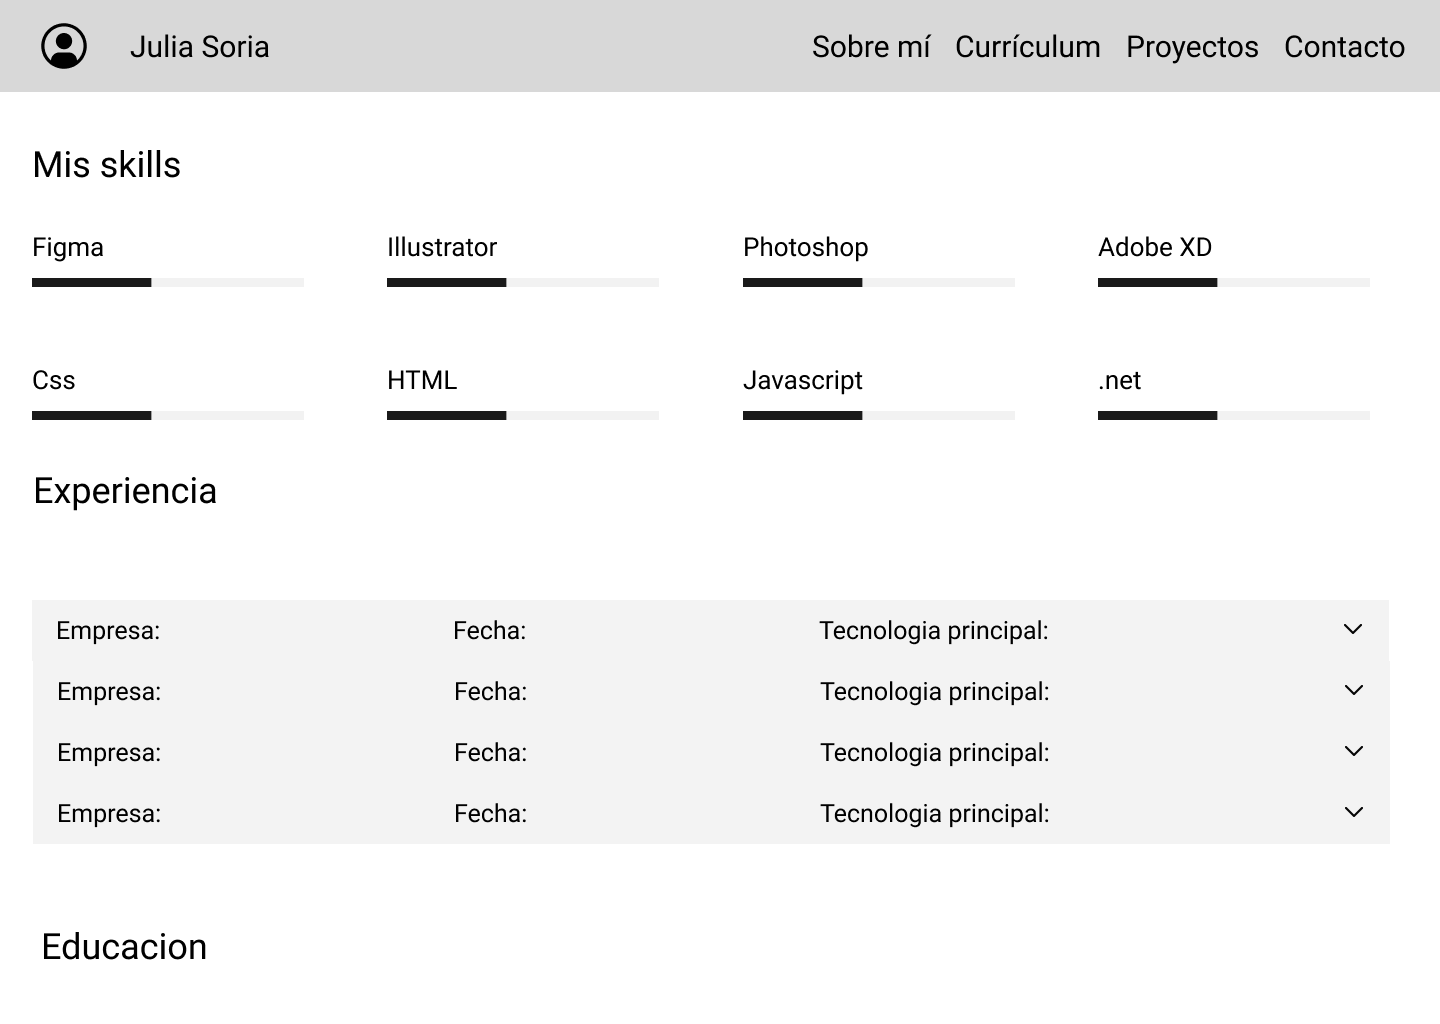 Julia Soria Sobre mí Currículum Proyectos Contacto
Mis skills
Figma Illustrator Photoshop Adobe XD
Css HTML Javascript .net
Experiencia
Empresa: Fecha: Tecnologia principal:
Empresa: Fecha: Tecnologia principal:
Empresa: Fecha: Tecnologia principal:
Empresa: Fecha: Tecnologia principal:
Educacion